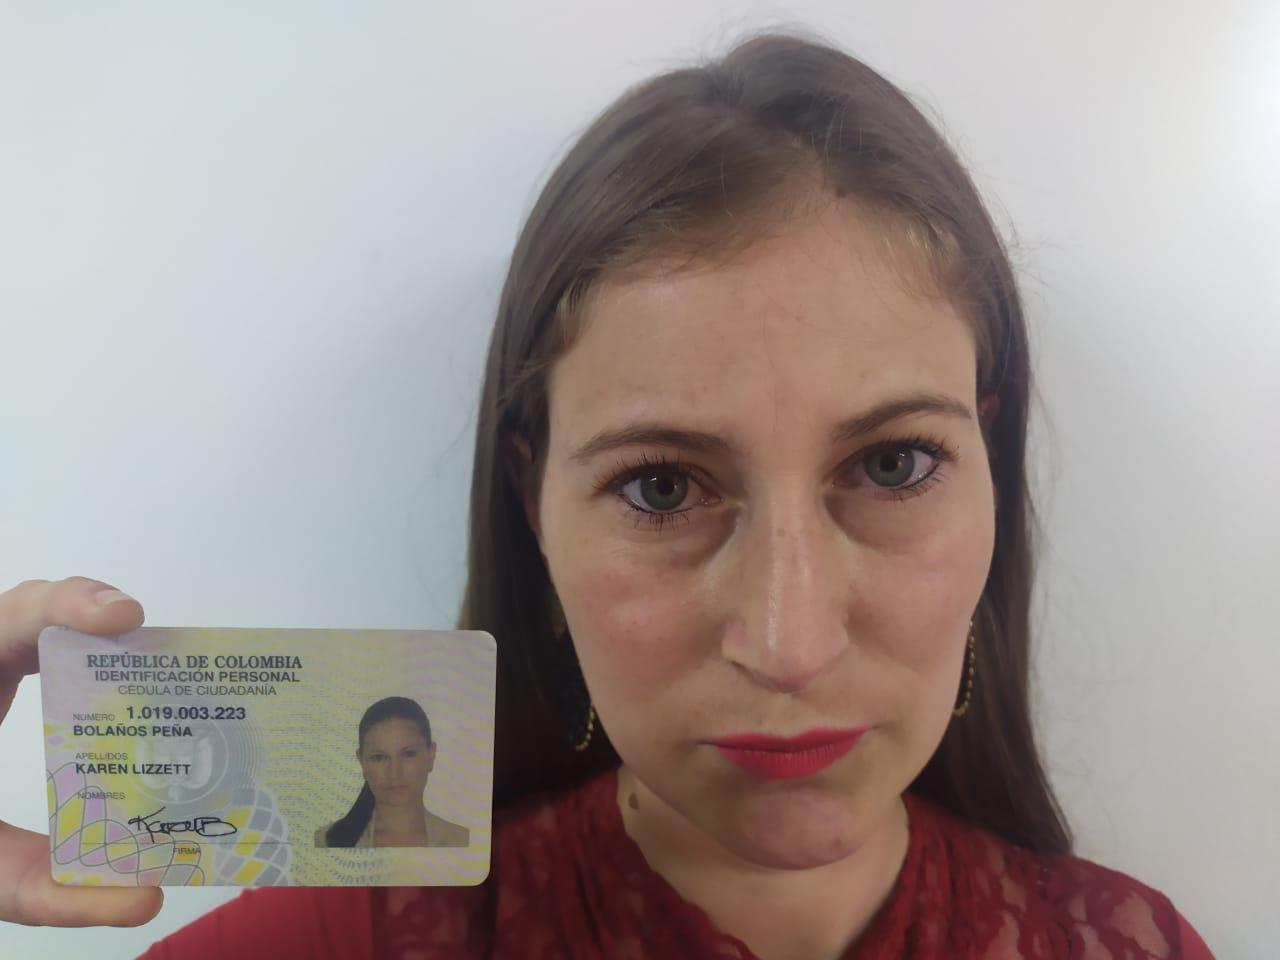 REPÚBLICA DE COLOMBIA
IDENTIFICACIÓN PERSONAL
CÉDULA DE CIUDADANÍA
NUMERO 1.019.003.223
BOLAÑOS PEÑA
APELLIDOS
KAREN LIZZETT
NOMBRES
FIRMA